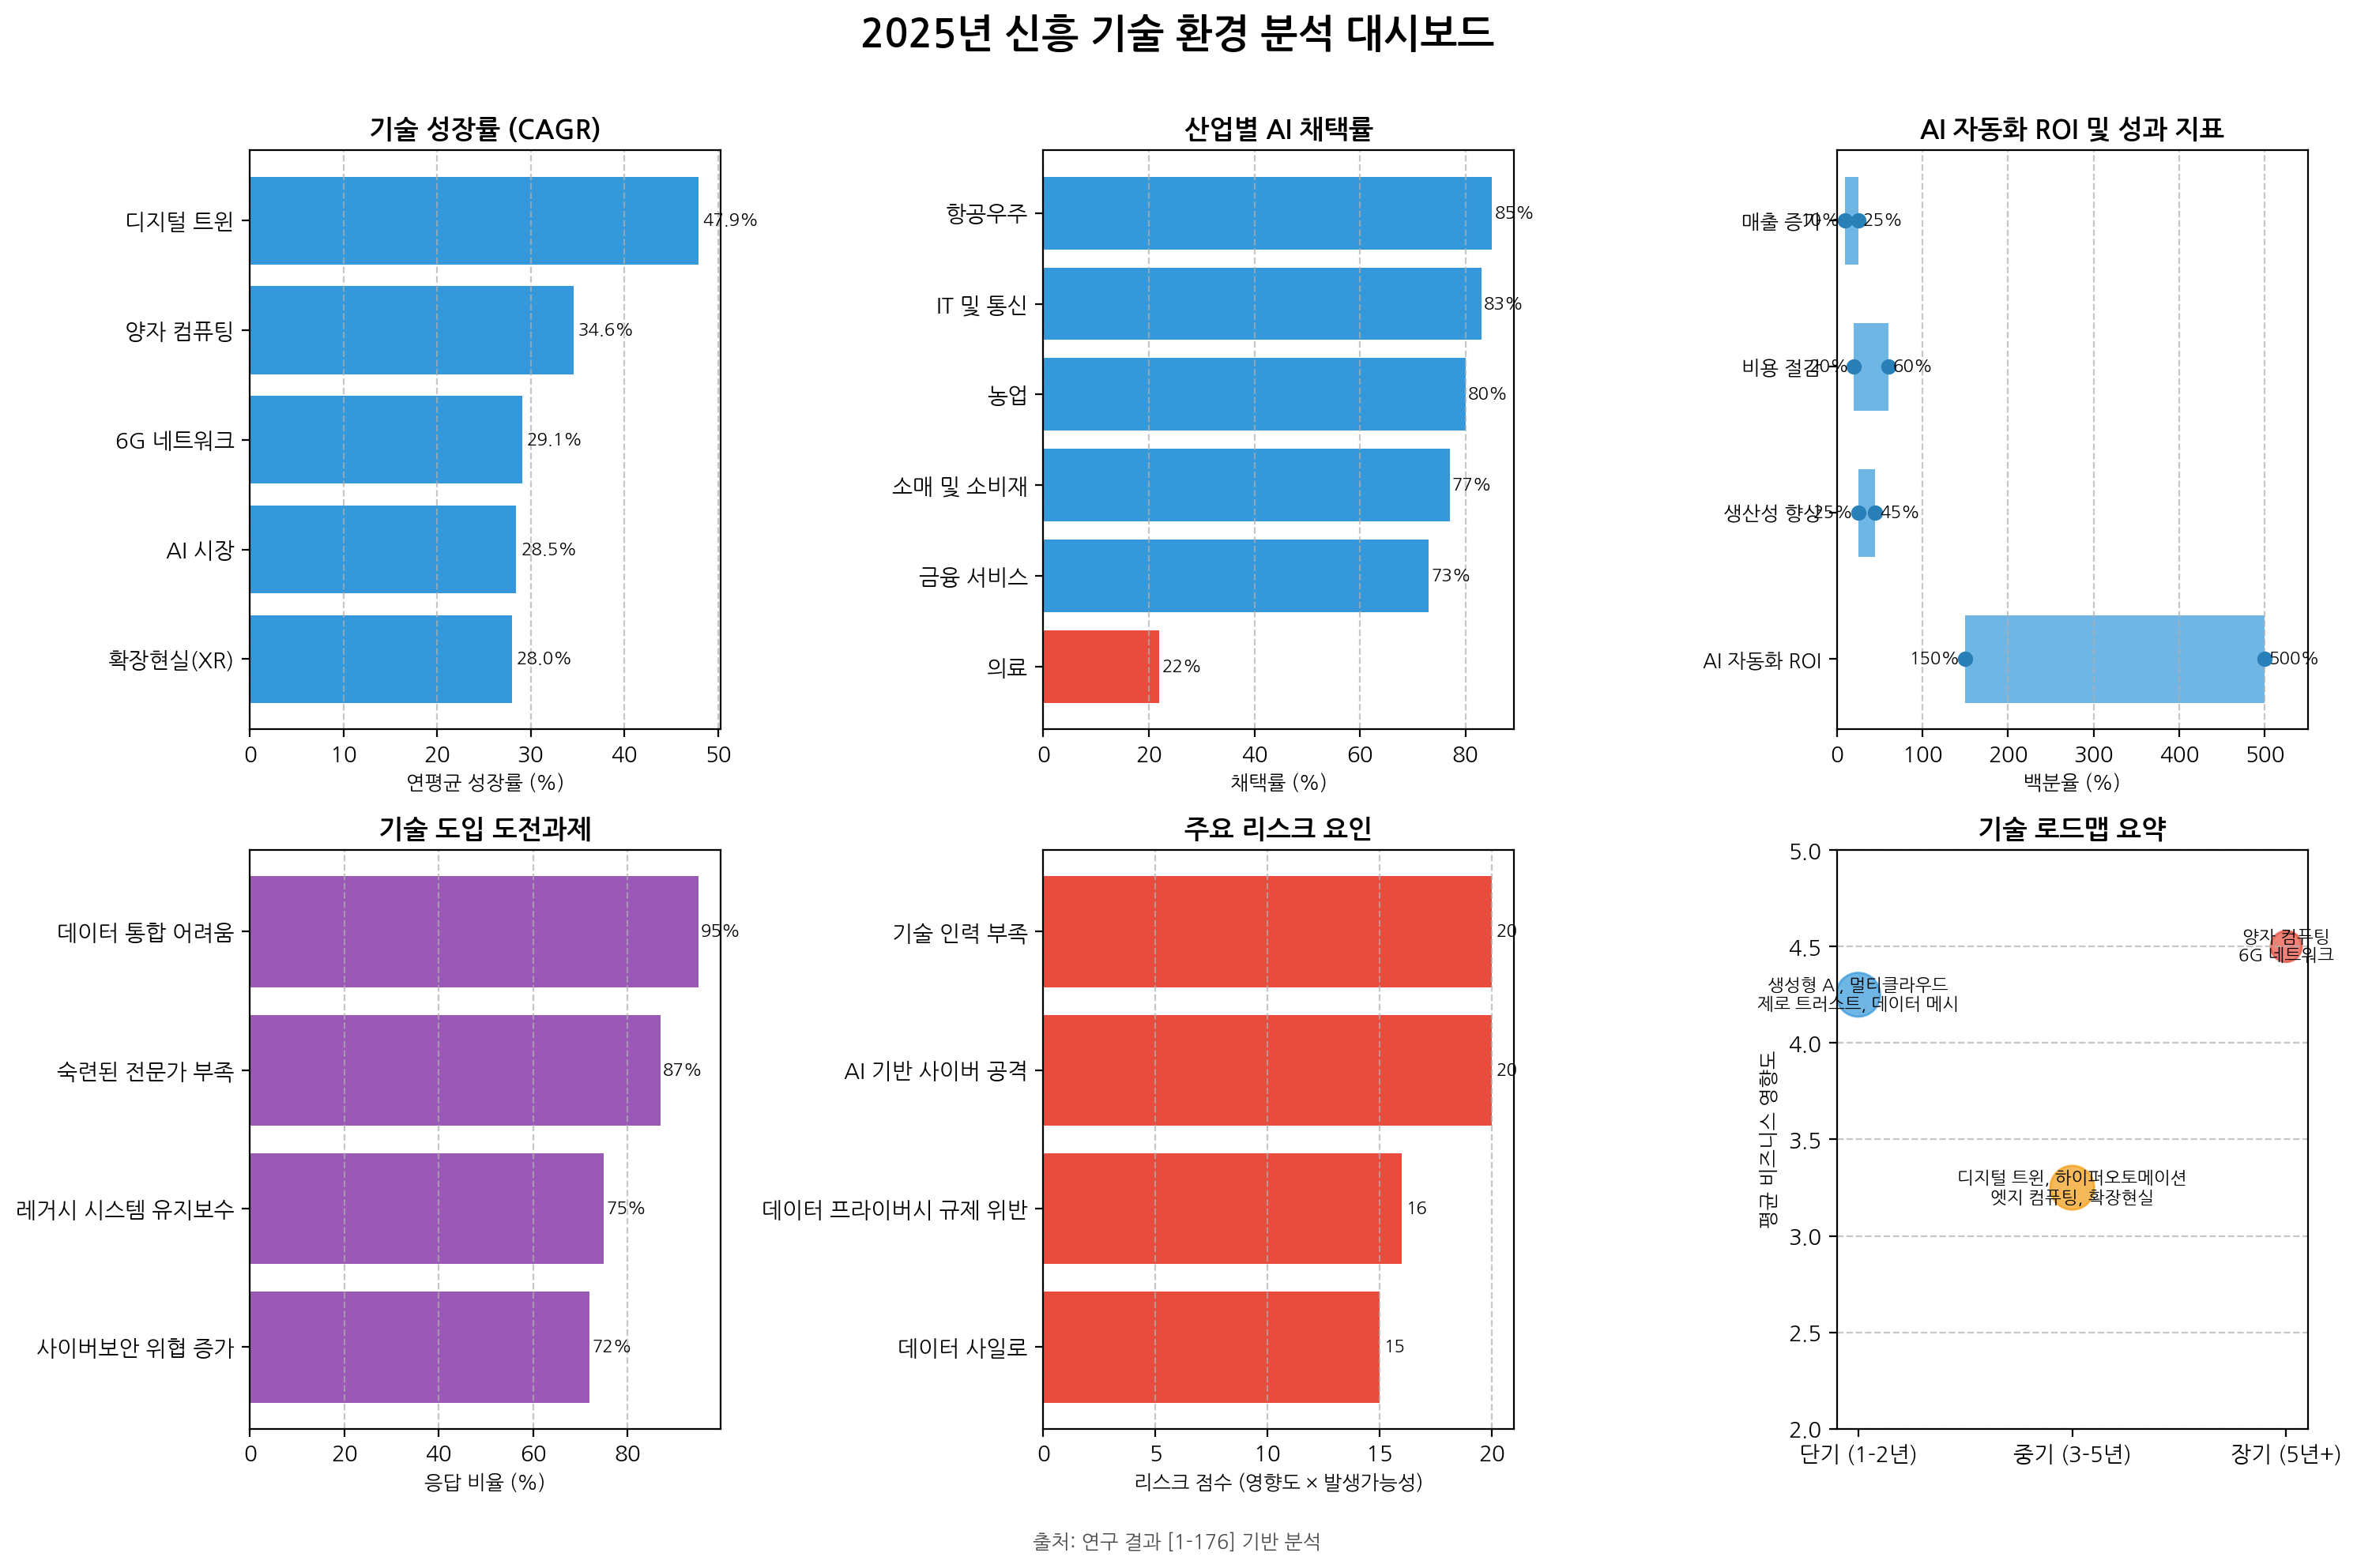 2025년 신흥 기술 환경 분석 대시보드
기술 성장률 (CAGR)
디지털 트윈
47.9%
양자 컴퓨팅
34.6%
6G 네트워크
29.1%
AI 시장
28.5%
확장현실(XR)
28.0%
0 10 20 30 40 50
연평균 성장률 (%)
산업별 AI 채택률
항공우주
85%
IT 및 통신
83%
농업
80%
소매 및 소비재
77%
금융 서비스
73%
의료
22%
0 20 40 60 80
채택률 (%)
AI 자동화 ROI 및 성과 지표
매출 증가
10%
25%
비용 절감
20%
60%
생산성 향상
25%
45%
AI 자동화 ROI
150%
500%
0 100 200 300 400 500
백분율 (%)
기술 도입 도전과제
데이터 통합 어려움
95%
숙련된 전문가 부족
87%
레거시 시스템 유지보수
75%
사이버보안 위협 증가
72%
0 20 40 60 80
응답 비율 (%)
주요 리스크 요인
기술 인력 부족
20
AI 기반 사이버 공격
20
데이터 프라이버시 규제 위반
16
데이터 사일로
15
0 5 10 15 20
리스크 점수 (영향도 × 발생가능성)
기술 로드맵 요약
평균 비즈니스 영향도
5.0
4.5
4.0
3.5
3.0
2.5
2.0
양자 컴퓨팅
6G 네트워크
생성형 AI, 멀티클라우드
제로 트러스트, 데이터 메시
디지털 트윈, 하이퍼오토메이션
엣지 컴퓨팅, 확장현실
단기 (1-2년) 중기 (3-5년) 장기 (5년+)
출처: 연구 결과 [1-176] 기반 분석